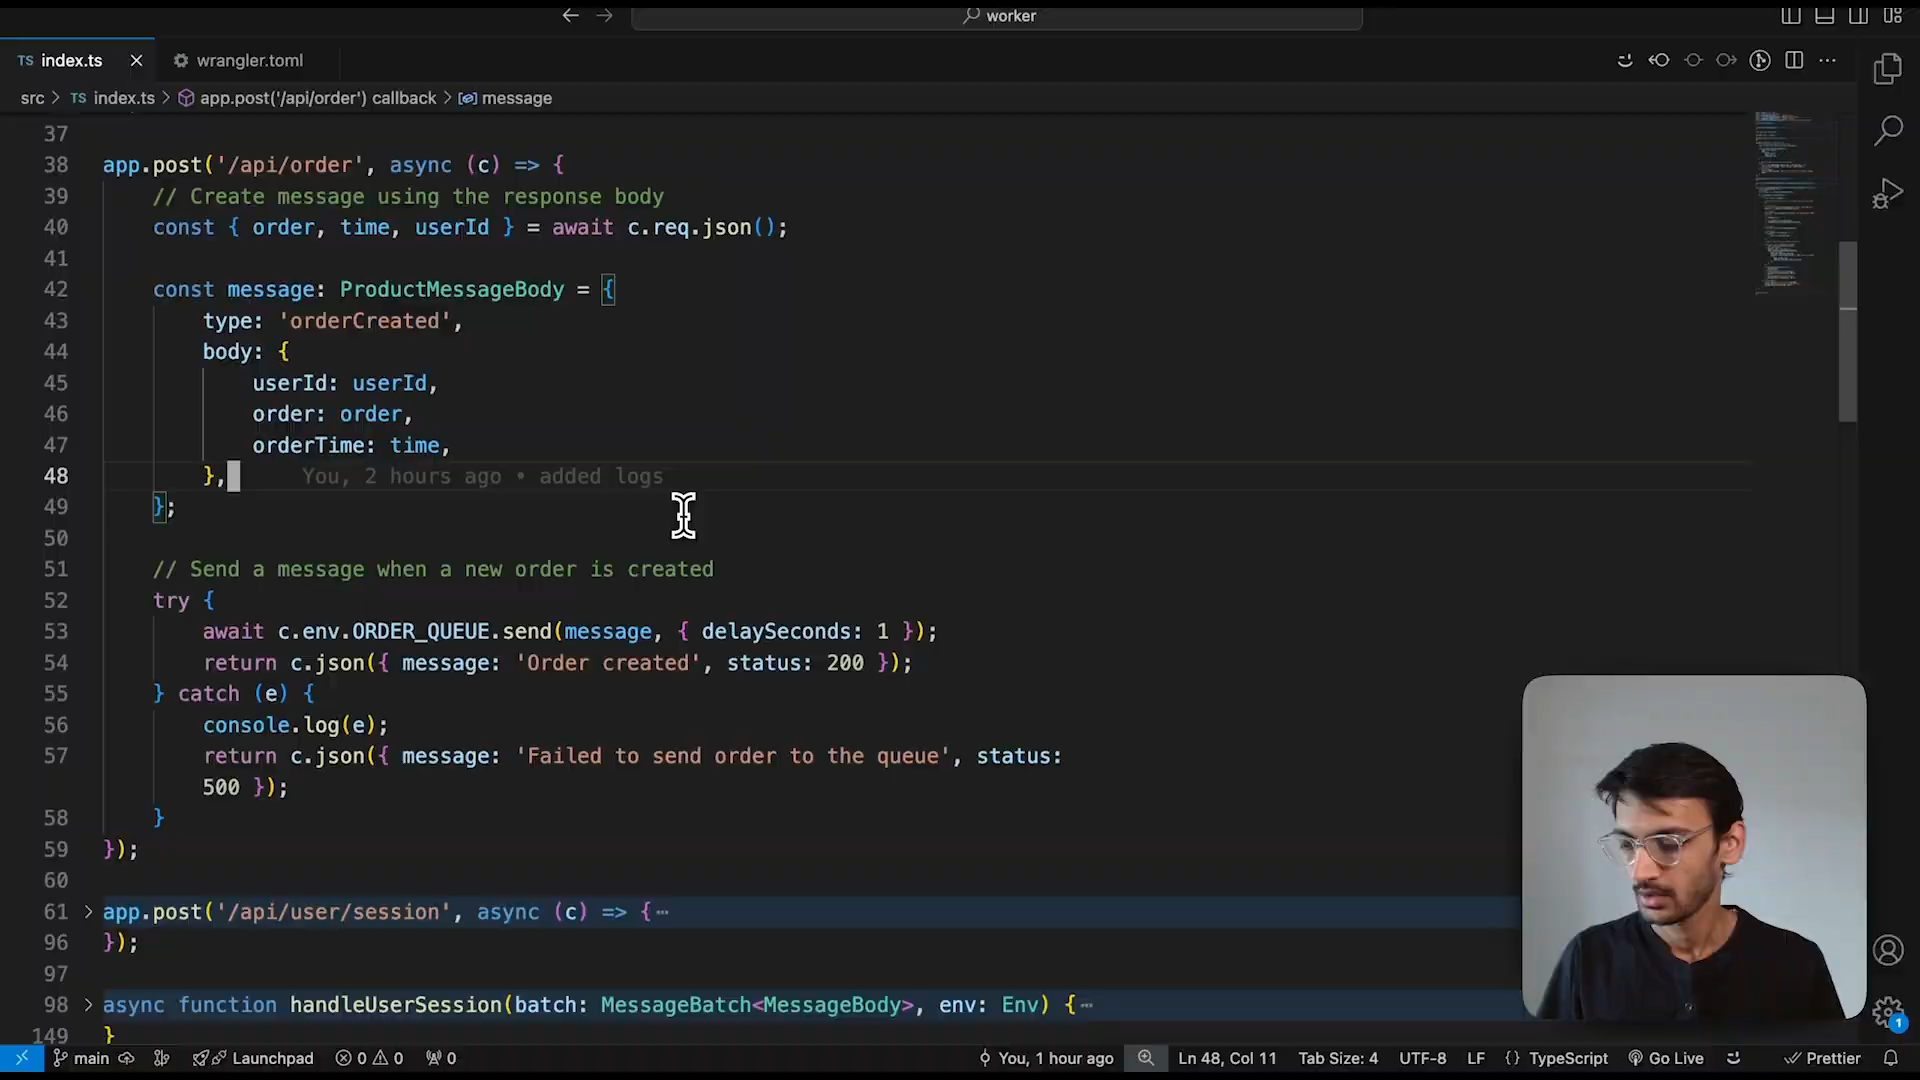 worker
TS index.ts
wrangler.toml
src > TS index.ts > app.post('/api/order') callback > message
37
38 app.post('/api/order', async (c) => {
39 // Create message using the response body
40 const { order, time, userId } = await c.req.json();
41
42 const message: ProductMessageBody = {
43 type: 'orderCreated',
44 body: {
45 userId: userId,
46 order: order,
47 orderTime: time,
48 }, You, 2 hours ago • added logs
49 };
50
51 // Send a message when a new order is created
52 try {
53 await c.env.ORDER_QUEUE.send(message, { delaySeconds: 1 });
54 return c.json({ message: 'Order created', status: 200 });
55 } catch (e) {
56 console.log(e);
57 return c.json({ message: 'Failed to send order to the queue', status:
500 });
58 }
59 });
60
61 app.post('/api/user/session', async (c) => {⋯
96 });
97
98 async function handleUserSession(batch: MessageBatch<MessageBody>, env: Env) {⋯
149 }
1
main Launchpad 0 0 0 You, 1 hour ago Ln 48, Col 11 Tab Size: 4 UTF-8 LF {} TypeScript Go Live Prettier